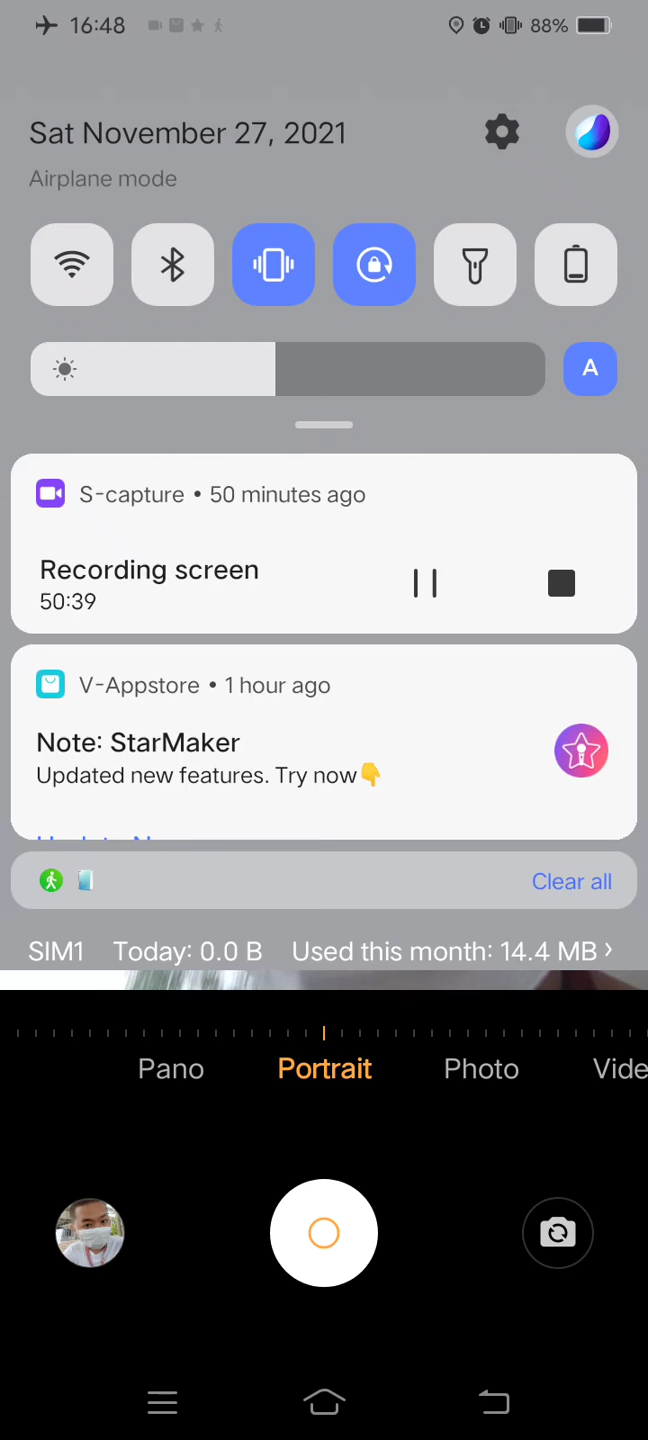 16:48
88%
Sat November 27, 2021
Airplane mode
A
S-capture • 50 minutes ago
Recording screen
50:39
V-Appstore • 1 hour ago
Note: StarMaker
Updated new features. Try now👇
Clear all
SIM1 Today: 0.0 B Used this month: 14.4 MB ›
Pano Portrait Photo Vide